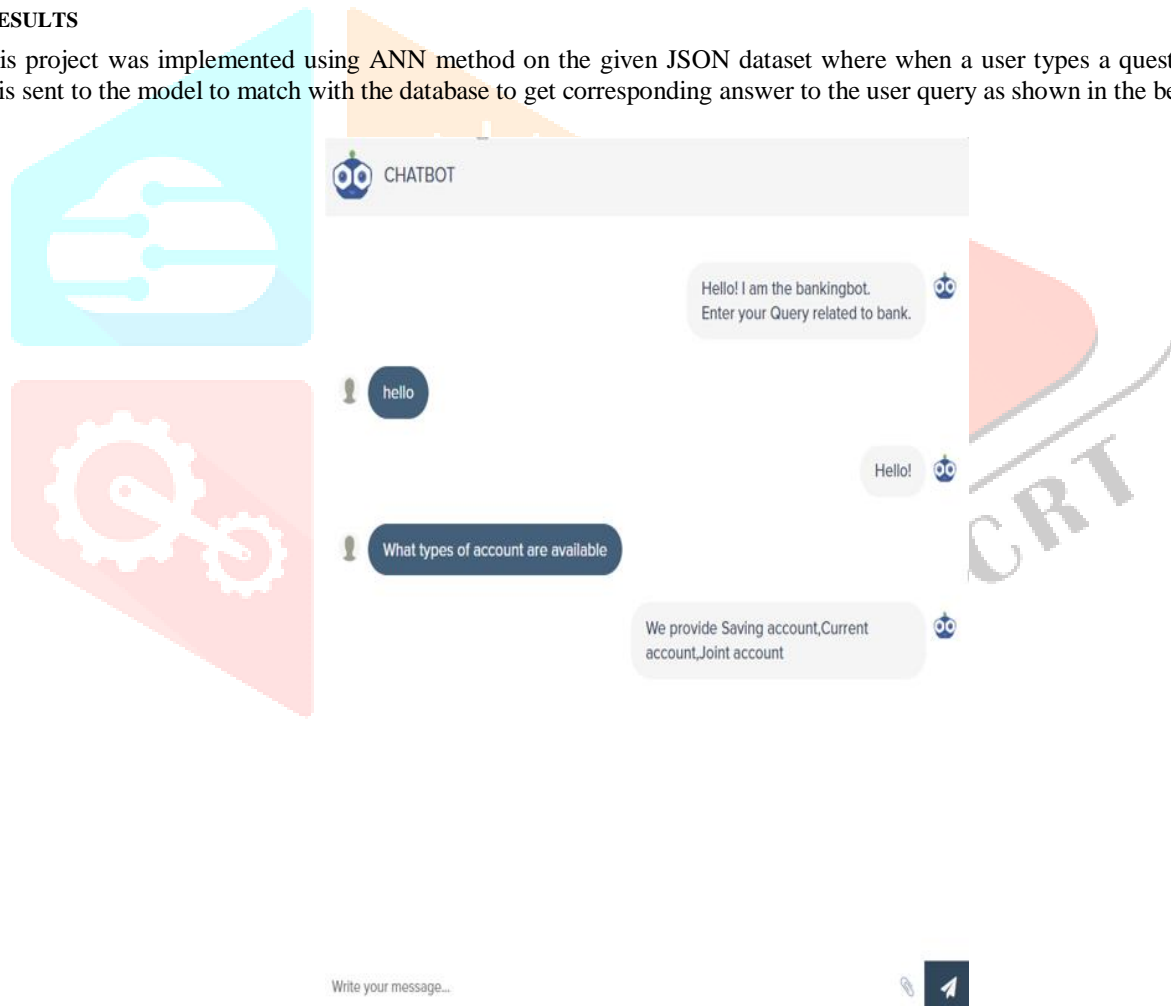 ESULTS
is project was implemented using ANN method on the given JSON dataset where when a user types a quest
is sent to the model to match with the database to get corresponding answer to the user query as shown in the be
CHATBOT
Hello! I am the bankingbot.
Enter your Query related to bank.
hello
Hello!
What types of account are available
We provide Saving account,Current
account,Joint account
CRT
Write your message...